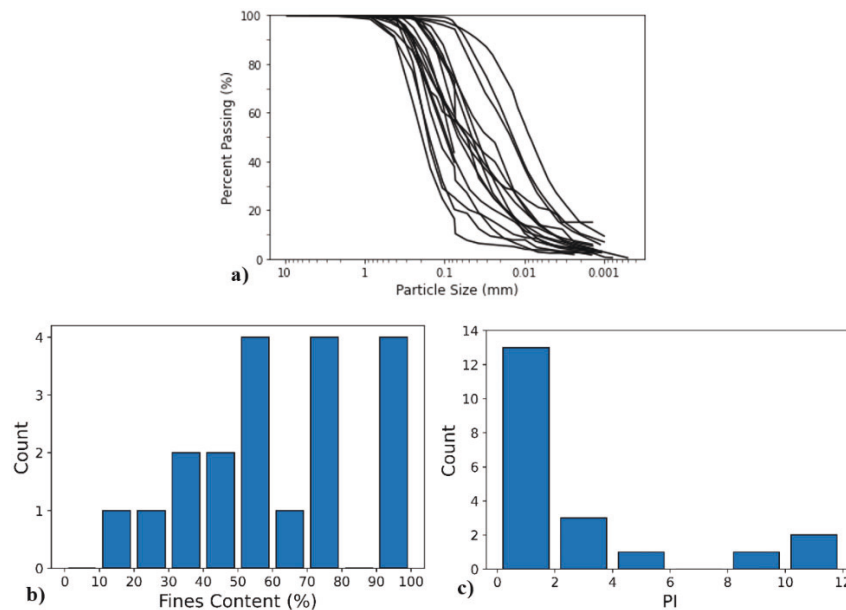 100
80
60
40
20
0
Percent Passing (%)
10 1 0.1 0.01 0.001
Particle Size (mm)
a)
4
3
2
1
0
Count
0 10 20 30 40 50 60 70 80 90 100
Fines Content (%)
b)
14
12
10
8
6
4
2
0
Count
0 2 4 6 8 10 12
PI
c)